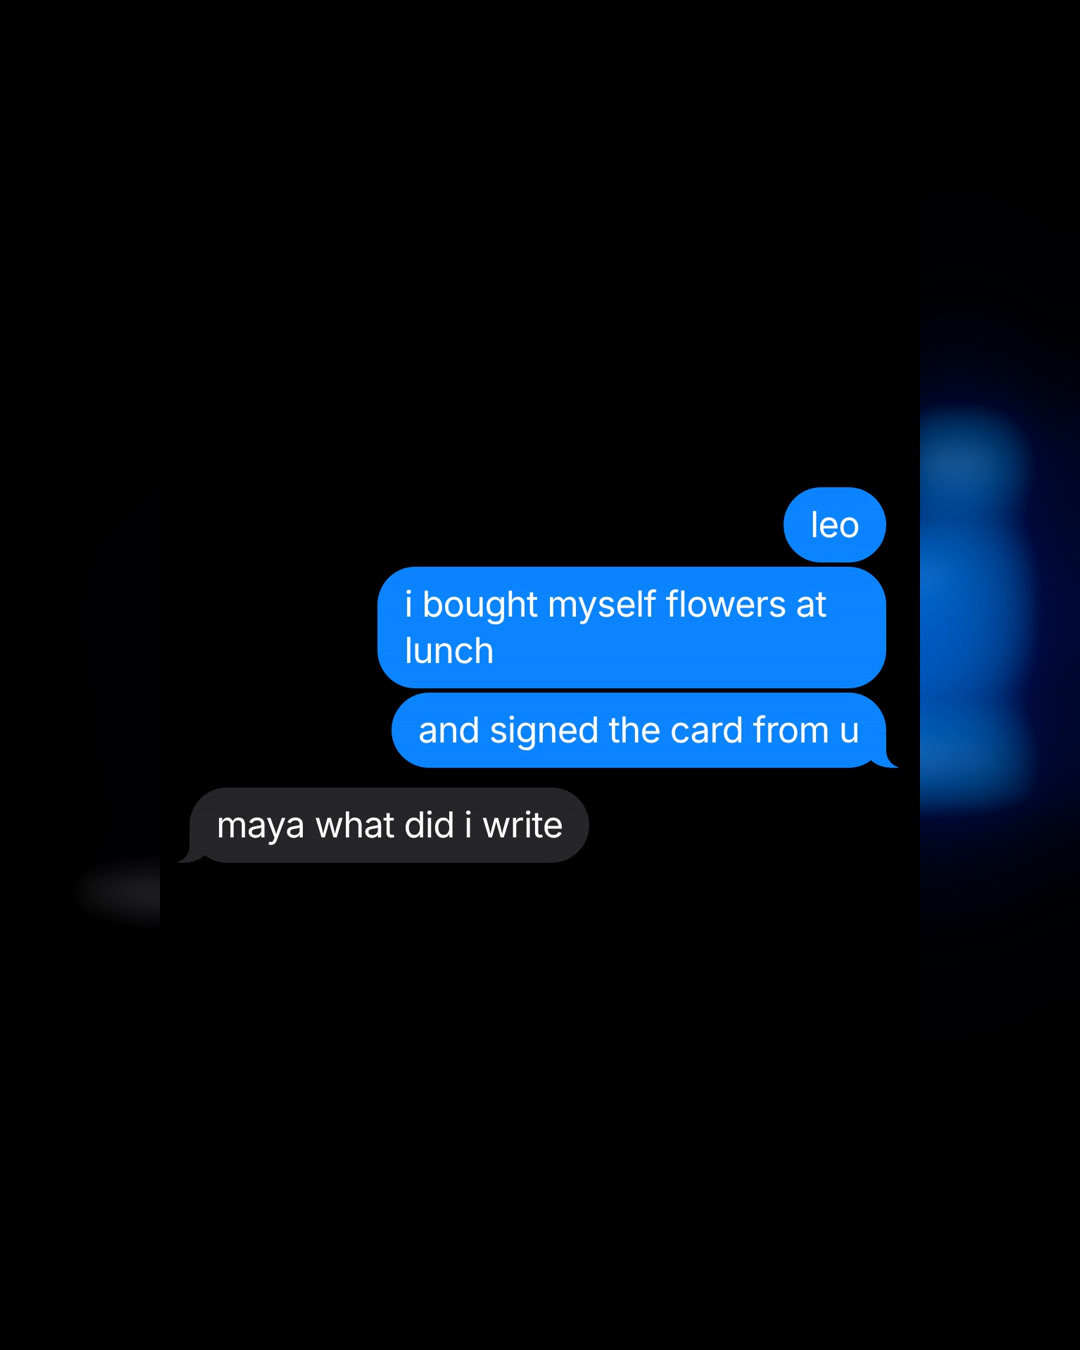 leo
i bought myself flowers at
lunch
and signed the card from u
maya what did i write